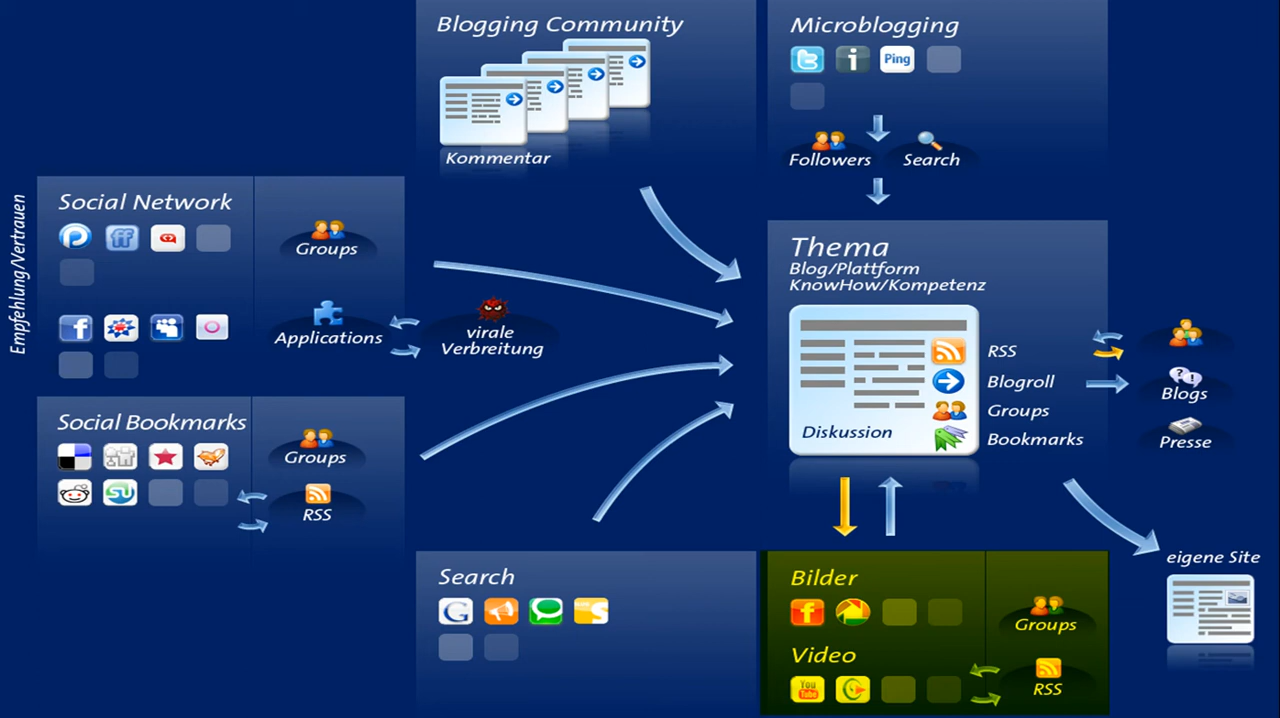 Blogging Community
Kommentar
Microblogging
Ping
Followers
Search
Empfehlung/Vertrauen
Social Network
Groups
Applications
virale
Verbreitung
Thema
Blog/Plattform
KnowHow/Kompetenz
Diskussion
RSS
Blogroll
Groups
Bookmarks
Blogs
Presse
Social Bookmarks
Groups
RSS
Search
G
S
Bilder
Groups
Video
You
Tube
RSS
eigene Site